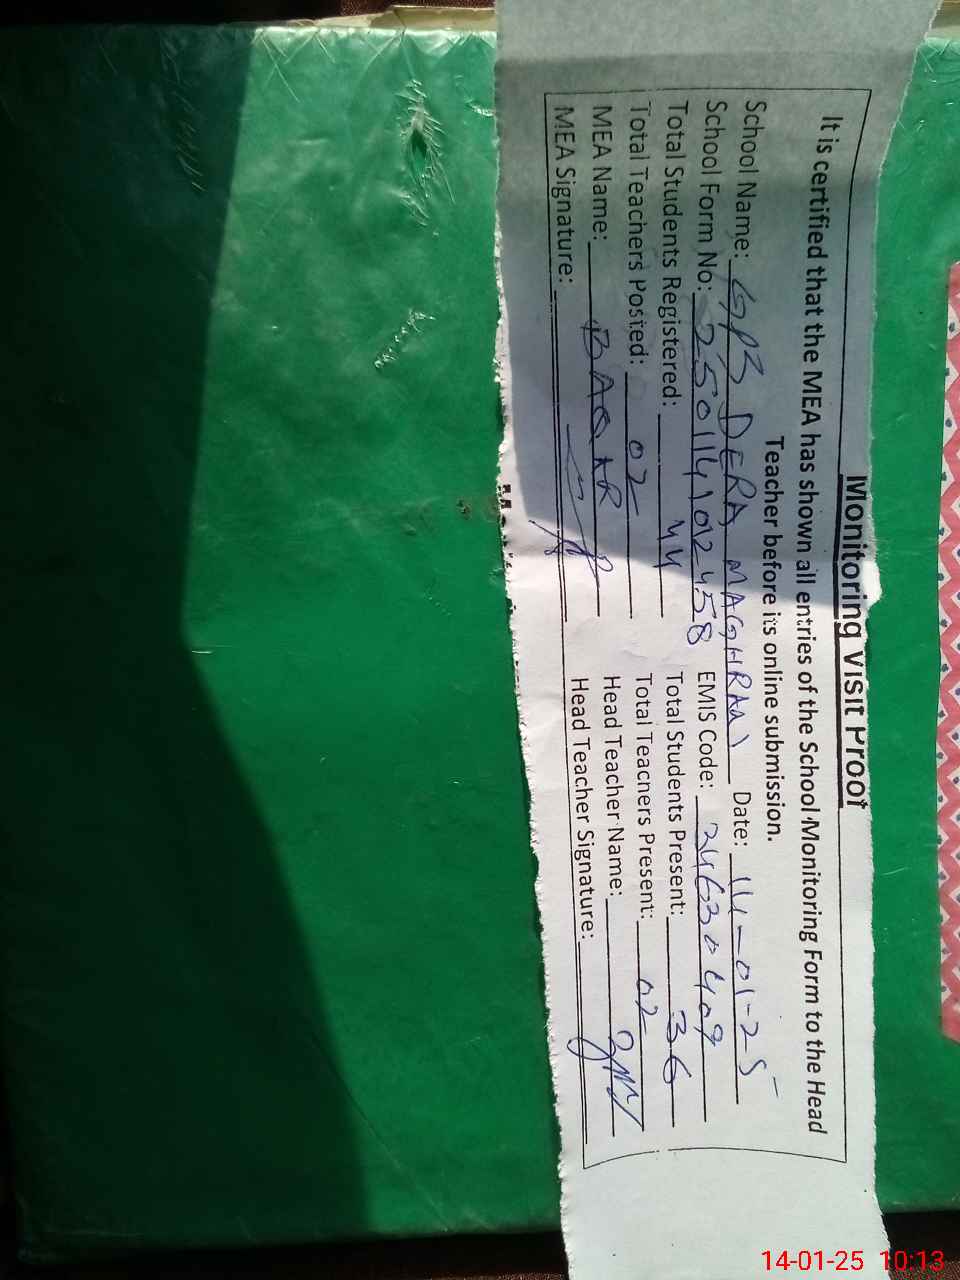 Monitoring Visit Proof
It is certified that the MEA has shown all entries of the School Monitoring Form to the Head
Teacher before its online submission.
School Name: GPS DERA MAGHRAAI Date: 14-01-25
School Form No: 2501141012458 EMIS Code: 34630409
Total Students Registered: 44 Total Students Present: 36
Total Teachers Posted: 02 Total Teachers Present: 02
MEA Name: BAQAR Head Teacher Name:
MEA Signature: Head Teacher Signature:
14-01-25 10:13